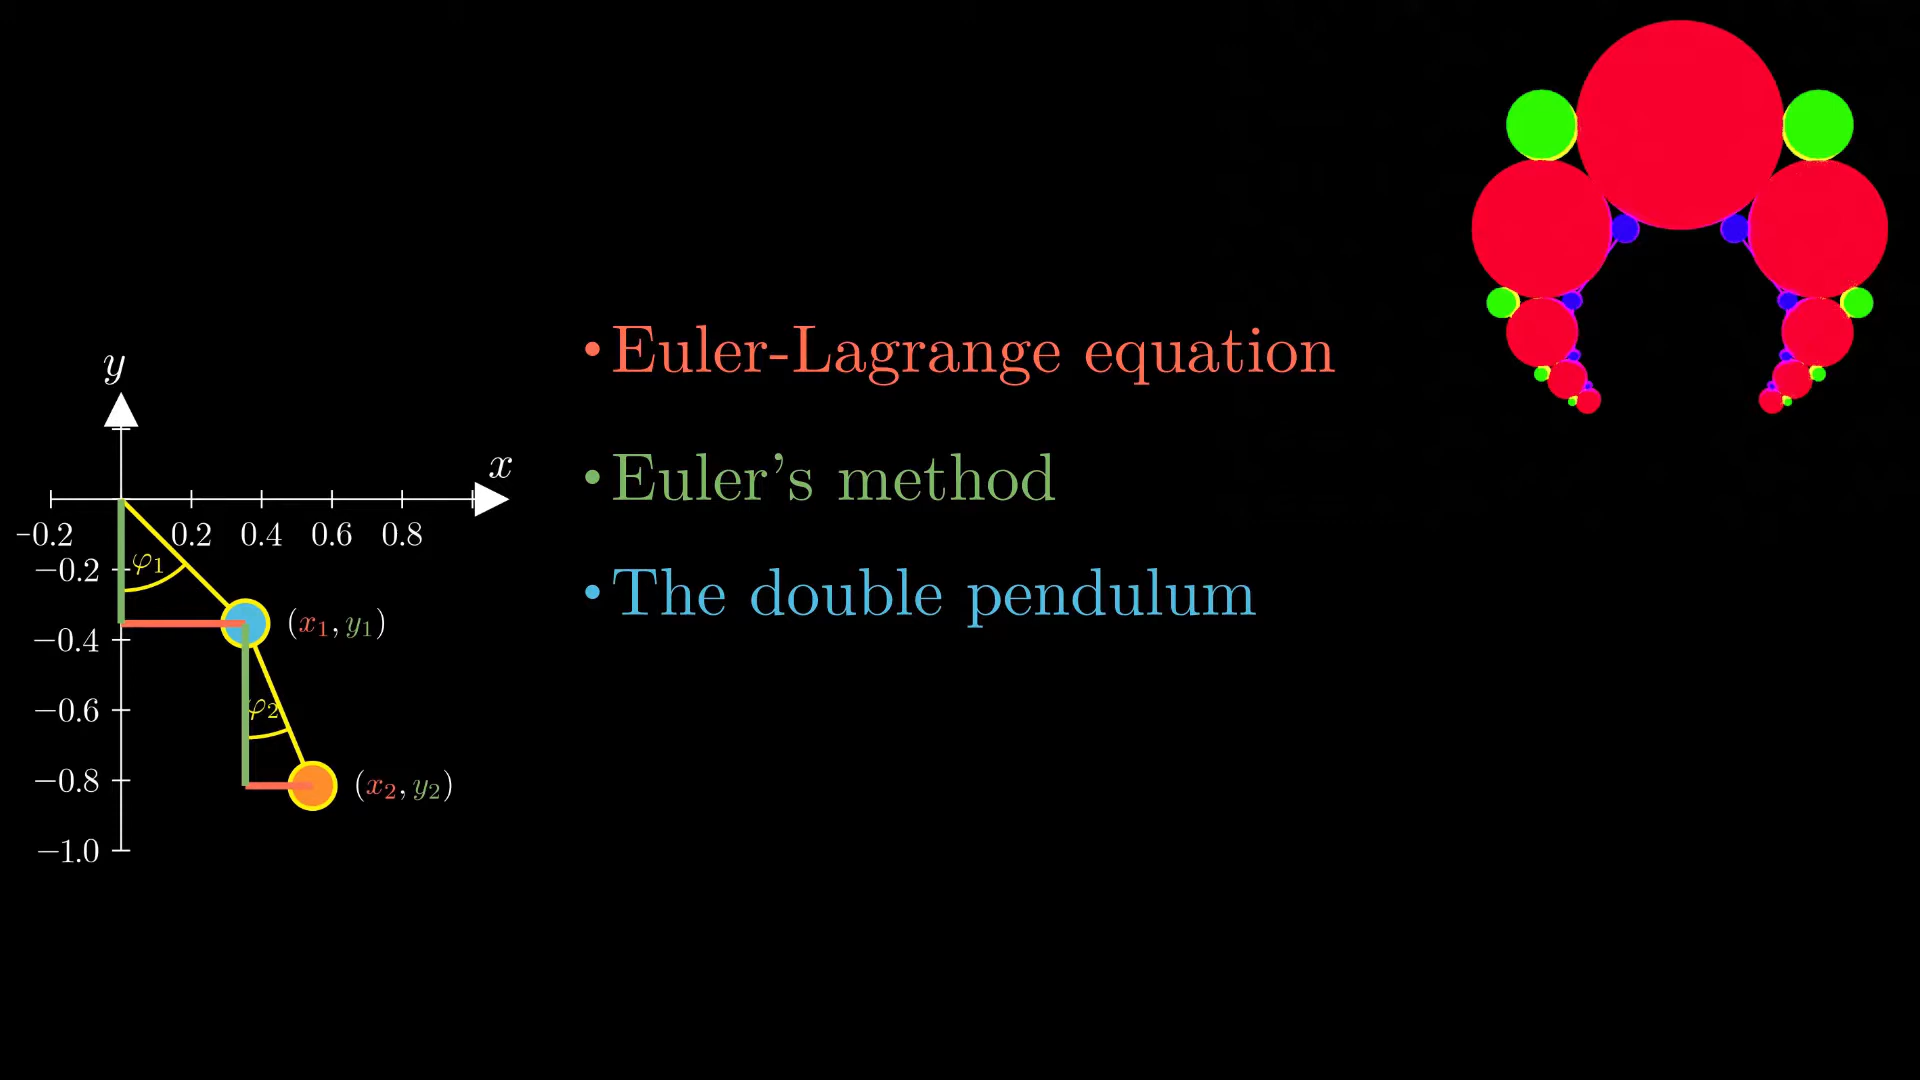 • Euler-Lagrange equation
• Euler’s method
• The double pendulum
y
x
-0.2 0.2 0.4 0.6 0.8
φ₁
−0.2
(x₁, y₁)
−0.4
φ₂
−0.6
−0.8
(x₂, y₂)
−1.0